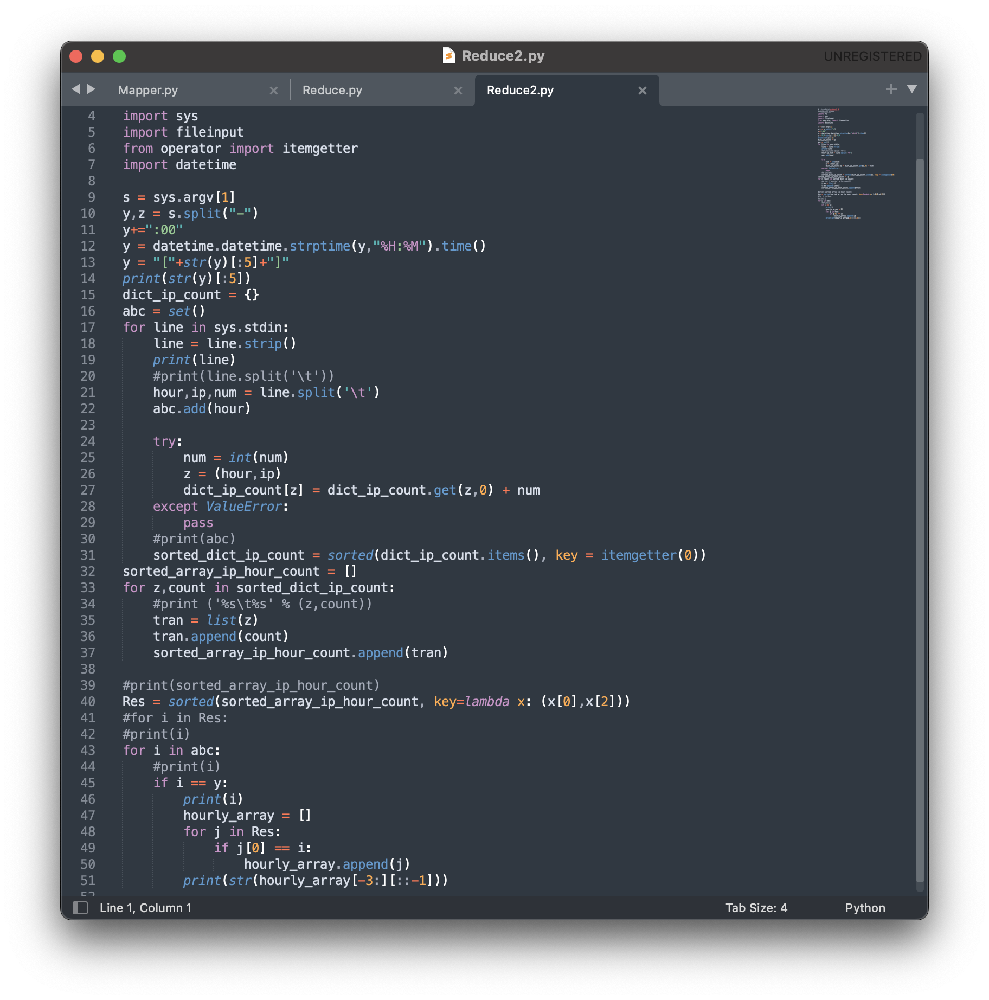 Reduce2.py
UNREGISTERED
Mapper.py
Reduce.py
Reduce2.py
4 import sys
5 import fileinput
6 from operator import itemgetter
7 import datetime
8
9 s = sys.argv[1]
10 y,z = s.split("-")
11 y+=":00"
12 y = datetime.datetime.strptime(y,"%H:%M").time()
13 y = "["+str(y)[:5]+"]"
14 print(str(y)[:5])
15 dict_ip_count = {}
16 abc = set()
17 for line in sys.stdin:
18     line = line.strip()
19     print(line)
20     #print(line.split('\t'))
21     hour,ip,num = line.split('\t')
22     abc.add(hour)
23
24     try:
25         num = int(num)
26         z = (hour,ip)
27         dict_ip_count[z] = dict_ip_count.get(z,0) + num
28     except ValueError:
29         pass
30     #print(abc)
31     sorted_dict_ip_count = sorted(dict_ip_count.items(), key = itemgetter(0))
32 sorted_array_ip_hour_count = []
33 for z,count in sorted_dict_ip_count:
34     #print ('%s\t%s' % (z,count))
35     tran = list(z)
36     tran.append(count)
37     sorted_array_ip_hour_count.append(tran)
38
39 #print(sorted_array_ip_hour_count)
40 Res = sorted(sorted_array_ip_hour_count, key=lambda x: (x[0],x[2]))
41 #for i in Res:
42 #print(i)
43 for i in abc:
44     #print(i)
45     if i == y:
46         print(i)
47         hourly_array = []
48         for j in Res:
49             if j[0] == i:
50                 hourly_array.append(j)
51         print(str(hourly_array[-3:][::-1]))
52
Line 1, Column 1
Tab Size: 4
Python